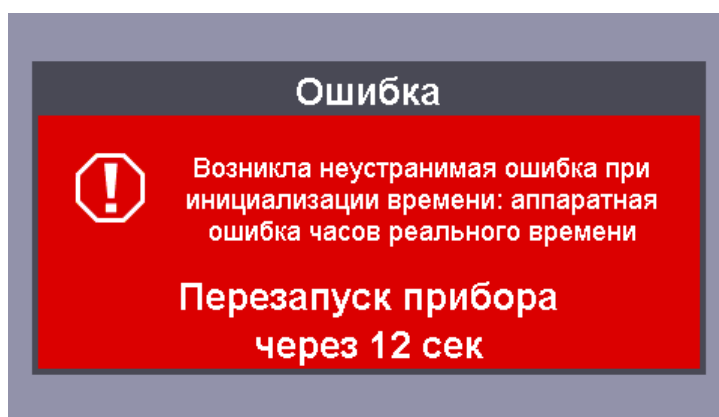 Ошибка
Возникла неустранимая ошибка при
инициализации времени: аппаратная
ошибка часов реального времени
Перезапуск прибора
через 12 сек